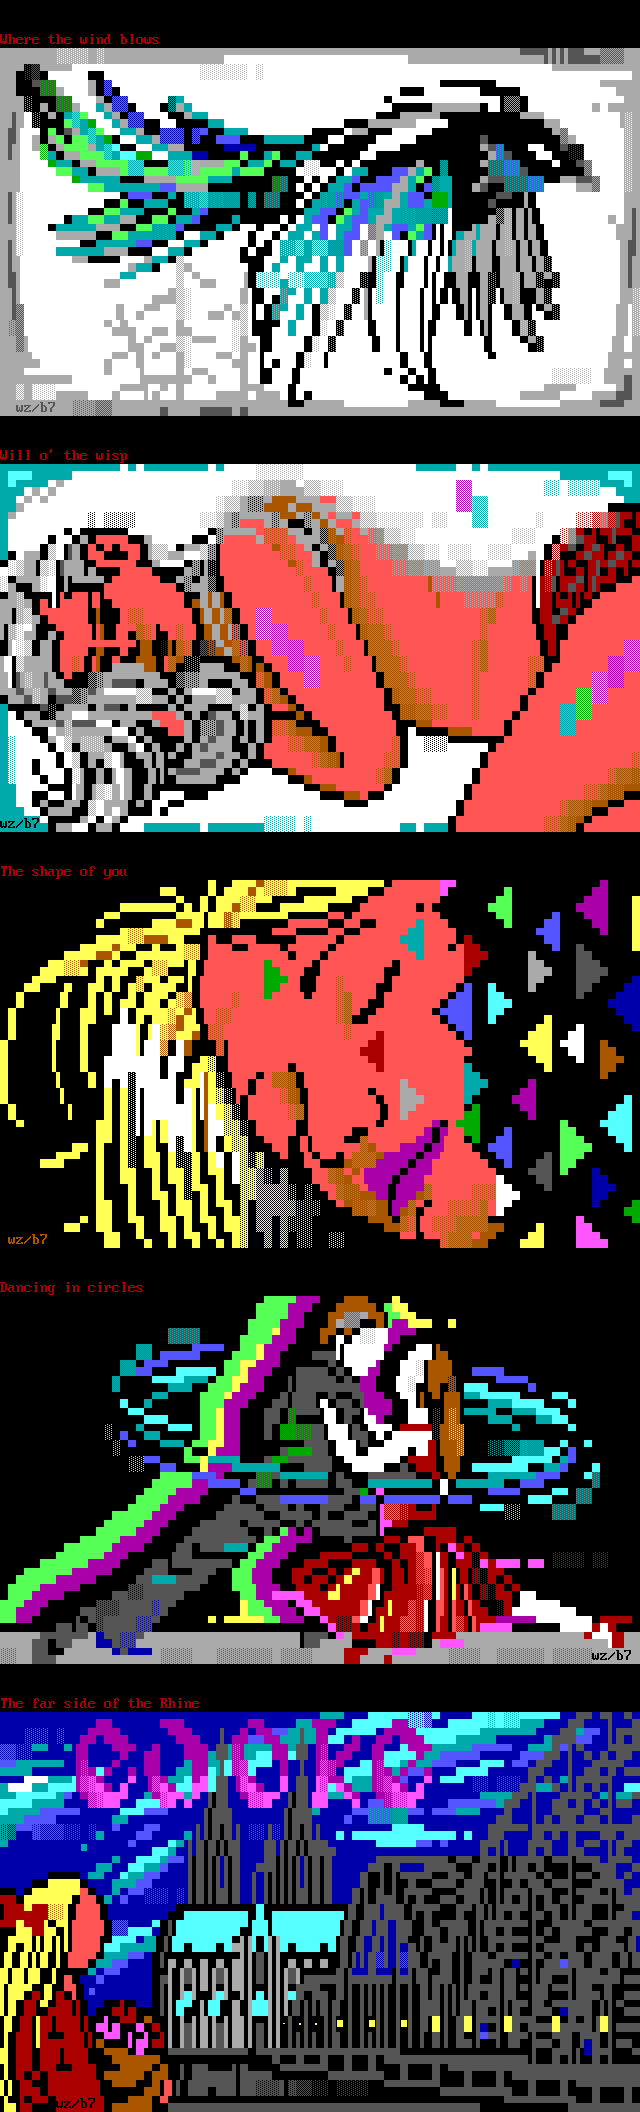 Where the wind blows
wz/b7
Will o' the wisp
wz/b7
The shape of you
wz/b7
Dancing in circles
wz/b7
The far side of the Rhine
wz/b7